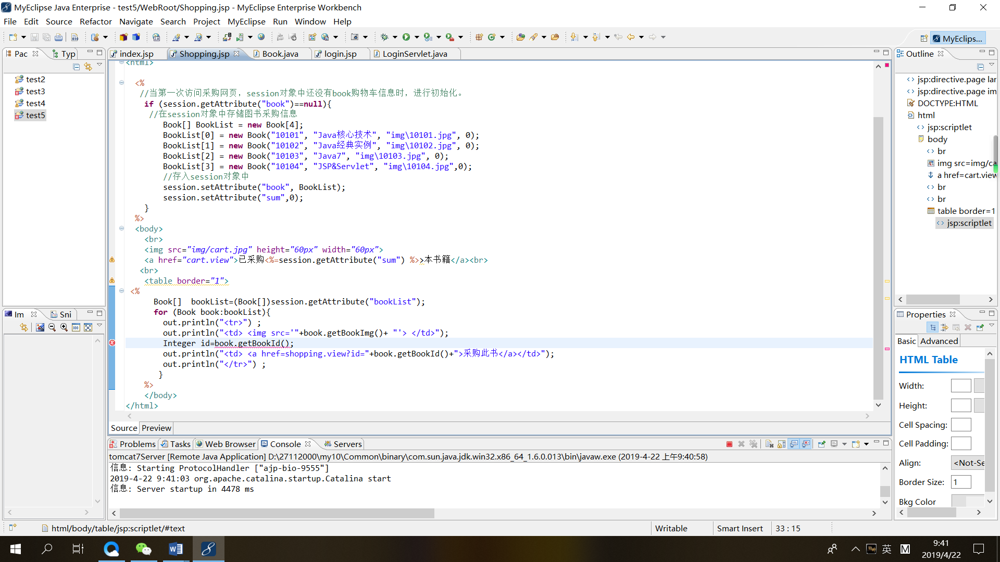 MyEclipse Java Enterprise - test5/WebRoot/Shopping.jsp - MyEclipse Enterprise Workbench
File Edit Source Refactor Navigate Search Project MyEclipse Run Window Help
MyEclips...
Pac Typ
test2
test3
test4
test5
index.jsp Shopping.jsp Book.java login.jsp LoginServlet.java
<html>
<%
//当第一次访问采购网页，session对象中还没有book购物车信息时，进行初始化。
if (session.getAttribute("book")==null){
//在session对象中存储图书采购信息
Book[] BookList = new Book[4];
BookList[0] = new Book("10101", "Java核心技术", "img\10101.jpg", 0);
BookList[1] = new Book("10102", "Java经典实例", "img\10102.jpg", 0);
BookList[2] = new Book("10103", "Java7", "img\10103.jpg", 0);
BookList[3] = new Book("10104", "JSP&Servlet", "img\10104.jpg",0);
//存入session对象中
session.setAttribute("book", BookList);
session.setAttribute("sum",0);
}
%>
<body>
<br>
<img src="img/cart.jpg" height="60px" width="60px">
<a href="cart.view">已采购<%=session.getAttribute("sum") %>>本书籍</a><br>
<br>
<table border="1">
<%
Book[]  bookList=(Book[])session.getAttribute("bookList");
for (Book book:bookList){
out.println("<tr>") ;
out.println("<td> <img src='"+book.getBookImg()+ "'> </td>");
Integer id=book.getBookId();
out.println("<td> <a href=shopping.view?id="+book.getBookId()+">采购此书</a></td>");
out.println("</tr>") ;
}
%>
</body>
</html>
Source Preview
Outline
jsp:directive.page lar
jsp:directive.page im
DOCTYPE:HTML
html
jsp:scriptlet
body
br
img src=img/ca
a href=cart.view
br
br
table border=1
jsp:scriptlet
Im Sni
Properties
Basic Advanced
HTML Table
Width:
Height:
Cell Spacing:
Cell Padding:
Align: <Not-Se
Border Size: 1
Bkg Color
Problems Tasks Web Browser Console Servers
tomcat7Server [Remote Java Application] D:\27112000\my10\Common\binary\com.sun.java.jdk.win32.x86_64_1.6.0.013\bin\javaw.exe (2019-4-22 上午9:40:58)
信息: Starting ProtocolHandler ["ajp-bio-9555"]
2019-4-22 9:41:03 org.apache.catalina.startup.Catalina start
信息: Server startup in 4478 ms
html/body/table/jsp:scriptlet/#text Writable Smart Insert 33 : 15
英 M 9:41
2019/4/22